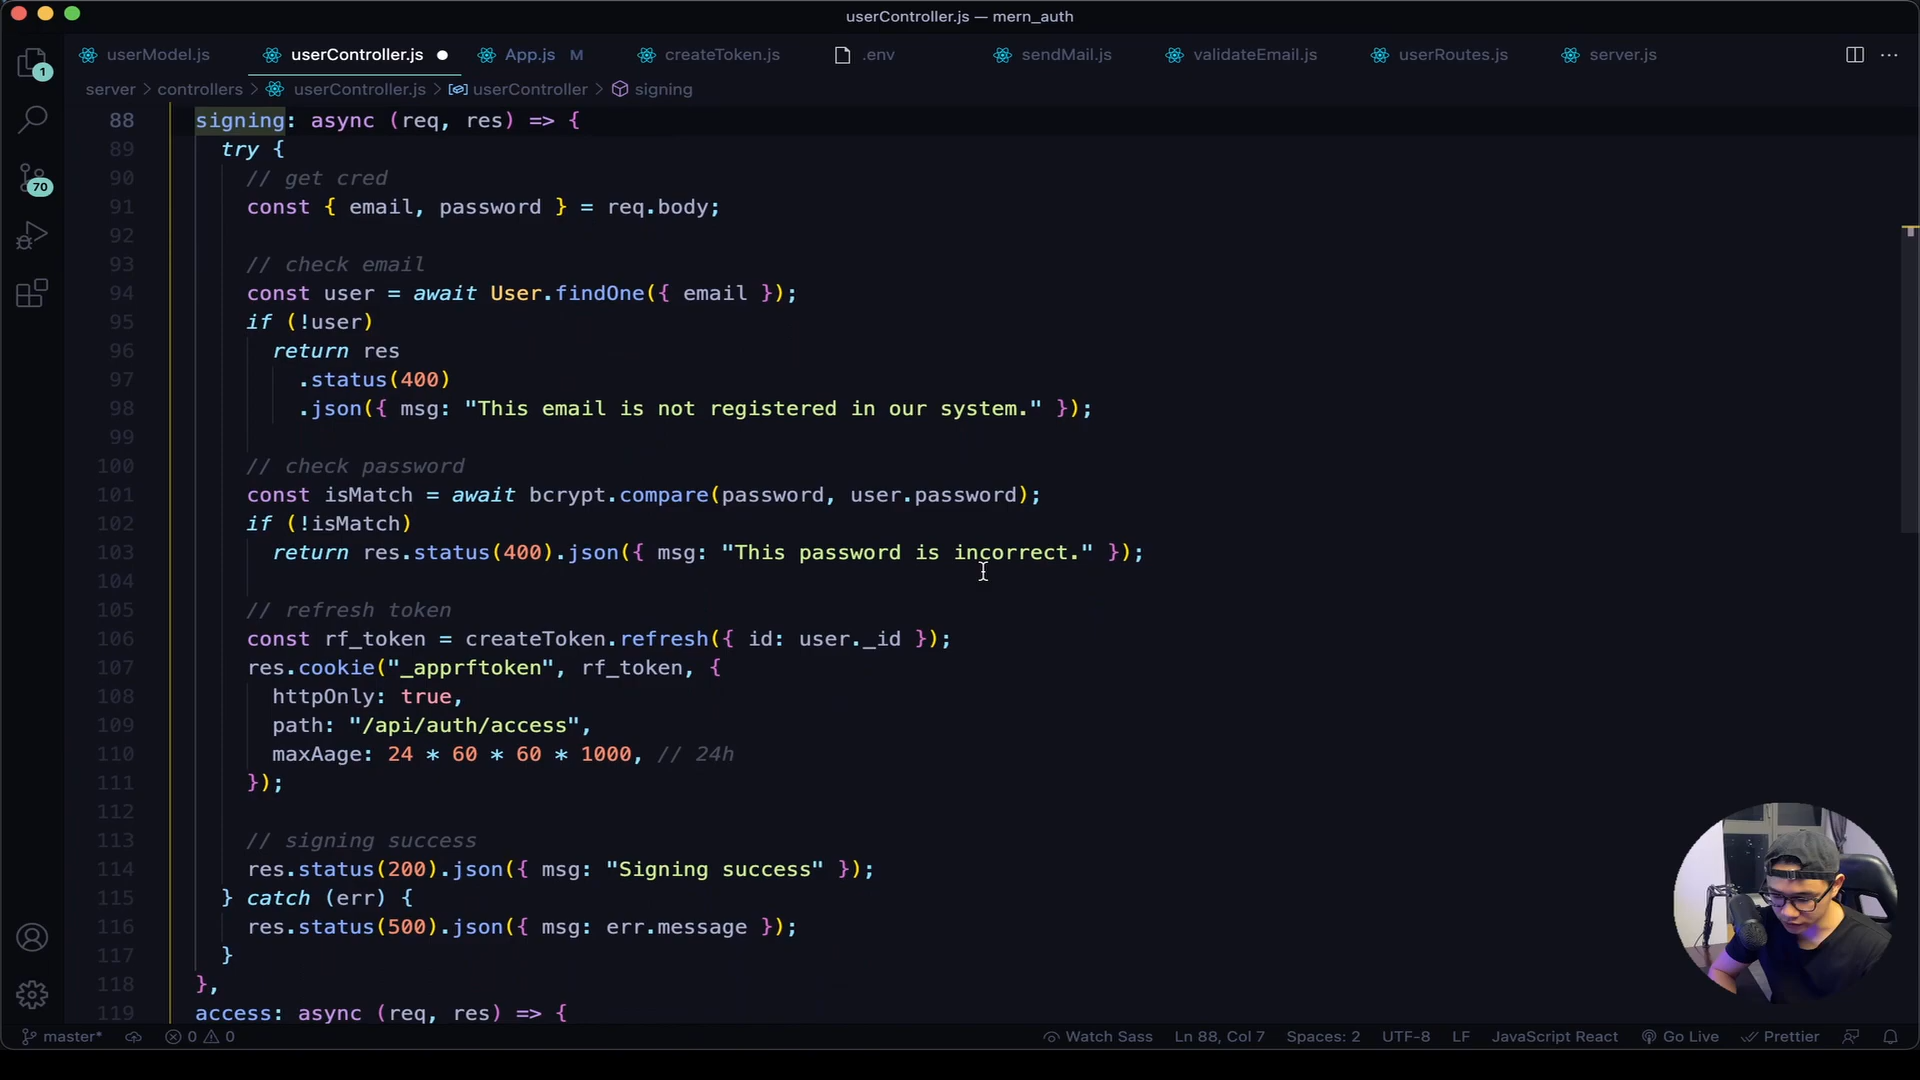 userController.js — mern_auth
userModel.js userController.js App.js M createToken.js .env sendMail.js validateEmail.js userRoutes.js server.js
server > controllers > userController.js > userController > signing
1
70
88 signing: async (req, res) => {
89 try {
90 // get cred
91 const { email, password } = req.body;
92
93 // check email
94 const user = await User.findOne({ email });
95 if (!user)
96 return res
97 .status(400)
98 .json({ msg: "This email is not registered in our system." });
99
100 // check password
101 const isMatch = await bcrypt.compare(password, user.password);
102 if (!isMatch)
103 return res.status(400).json({ msg: "This password is incorrect." });
104
105 // refresh token
106 const rf_token = createToken.refresh({ id: user._id });
107 res.cookie("_apprftoken", rf_token, {
108 httpOnly: true,
109 path: "/api/auth/access",
110 maxAage: 24 * 60 * 60 * 1000, // 24h
111 });
112
113 // signing success
114 res.status(200).json({ msg: "Signing success" });
115 } catch (err) {
116 res.status(500).json({ msg: err.message });
117 }
118 },
119 access: async (req, res) => {
master* 0 0 Watch Sass Ln 88, Col 7 Spaces: 2 UTF-8 LF JavaScript React Go Live Prettier